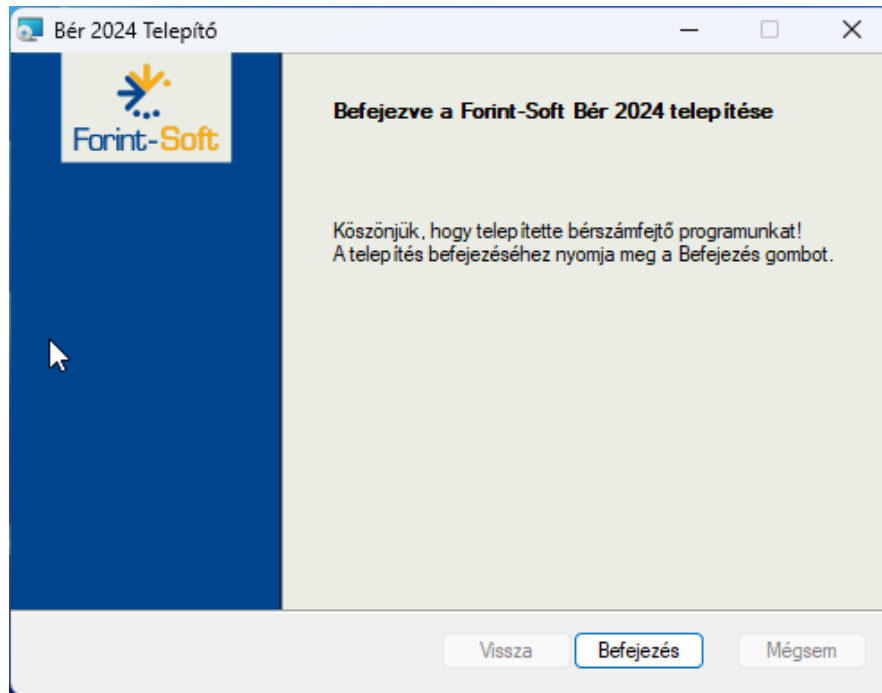 Bér 2024 Telepítő
Forint-Soft
Befejezve a Forint-Soft Bér 2024 telepítése
Köszönjük, hogy telepítette bérszámfejtő programunkat!
A telepítés befejezéséhez nyomja meg a Befejezés gombot.
Vissza Befejezés Mégsem